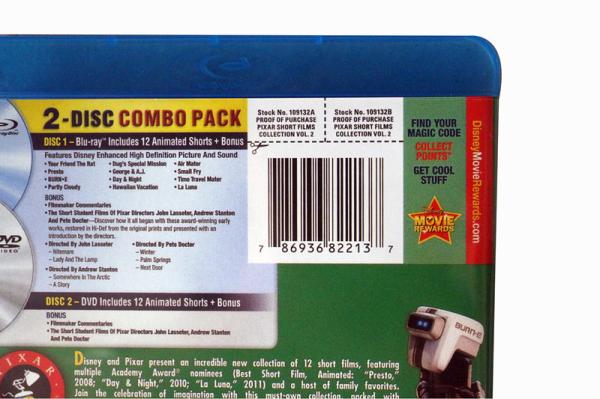 2-DISC COMBO PACK
DISC 1 – Blu-ray™ Includes 12 Animated Shorts + Bonus
Features Disney Enhanced High Definition Picture And Sound
• Your Friend the Rat
• Presto
• BURN•E
• Partly Cloudy
• Dug's Special Mission
• George & A.J.
• Day & Night
• Hawaiian Vacation
• Air Mater
• Small Fry
• Time Travel Mater
• La Luna
BONUS
• Filmmaker Commentaries
• The Short Student Films Of Pixar Directors John Lasseter, Andrew Stanton
And Pete Docter—Discover how it all began with these award-winning early
works, restored in Hi-Def from the original prints and presented with an
introduction by the directors.
• Directed By John Lasseter
– Nitemare
– Lady And The Lamp
• Directed By Andrew Stanton
– Somewhere In The Arctic
– A Story
• Directed By Pete Docter
– Winter
– Palm Springs
– Next Door
DISC 2 – DVD Includes 12 Animated Shorts + Bonus
BONUS
• Filmmaker Commentaries
• The Short Student Films Of Pixar Directors John Lasseter, Andrew Stanton
And Pete Docter
Stock No. 109132A
PROOF OF PURCHASE
PIXAR SHORT FILMS
COLLECTION VOL. 2
Stock No. 109132B
PROOF OF PURCHASE
PIXAR SHORT FILMS
COLLECTION VOL. 2
7 86936 82213 7
FIND YOUR
MAGIC CODE
COLLECT
POINTS*
GET COOL
STUFF
Disney
MOVIE
REWARDS
DisneyMovieRewards.com
DVD
VIDEO
BURN-E
PIXAR
Disney and Pixar present an incredible new collection of 12 short films, featuring
multiple Academy Award® nominees (Best Short Film, Animated: "Presto,"
2008; "Day & Night," 2010; "La Luna," 2011) and a host of family favorites.
Join the celebration of imagination with this must-own collection, packed with